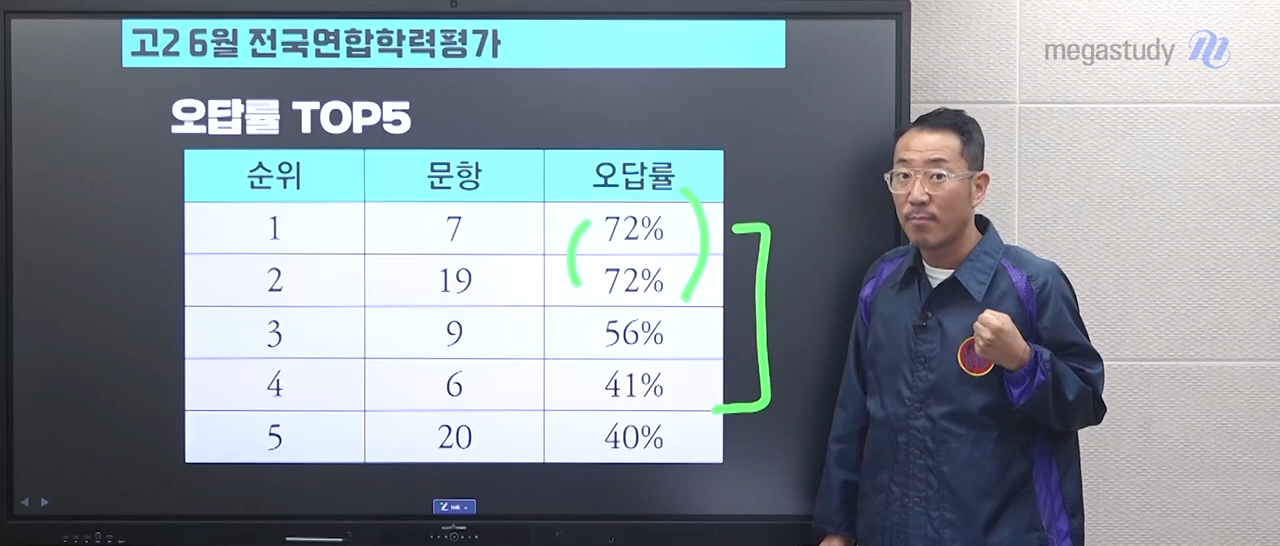 고2 6월 전국연합학력평가
megastudy
오답률 TOP5
순위 문항 오답률
1 7 72%
2 19 72%
3 9 56%
4 6 41%
5 20 40%
link